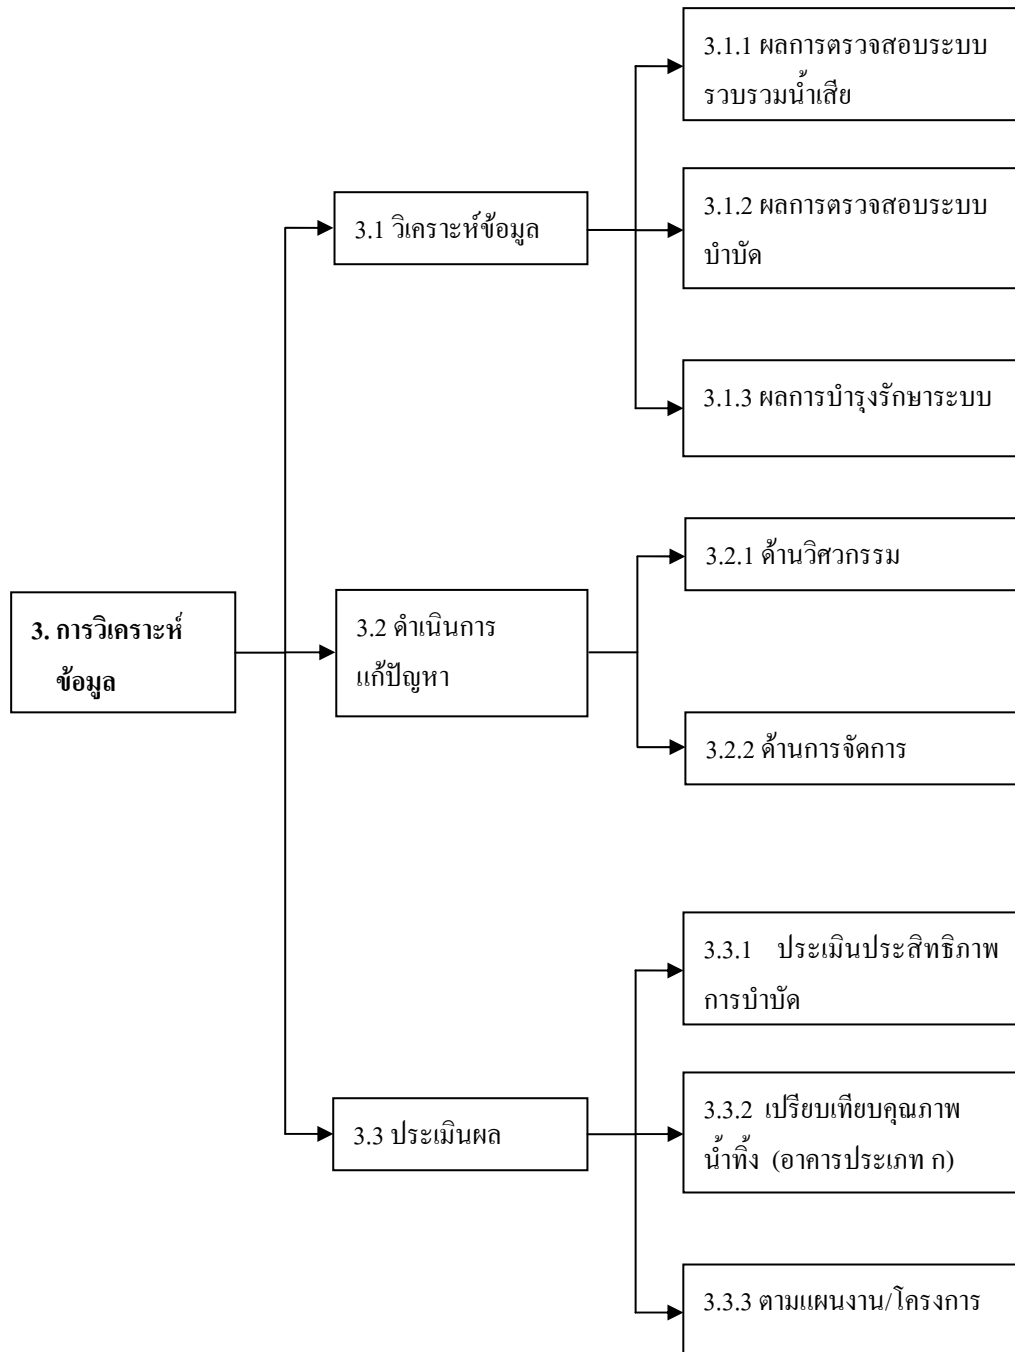 3.1.1 ผลการตรวจสอบระบบ
รวบรวมน้ำเสีย
3.1 วิเคราะห์ข้อมูล
3.1.2 ผลการตรวจสอบระบบ
บำบัด
3.1.3 ผลการบำรุงรักษาระบบ
3. การวิเคราะห์
ข้อมูล
3.2 ดำเนินการ
แก้ปัญหา
3.2.1 ด้านวิศวกรรม
3.2.2 ด้านการจัดการ
3.3 ประเมินผล
3.3.1 ประเมินประสิทธิภาพ
การบำบัด
3.3.2 เปรียบเทียบคุณภาพ
น้ำทิ้ง (อาคารประเภท ก)
3.3.3 ตามแผนงาน/โครงการ